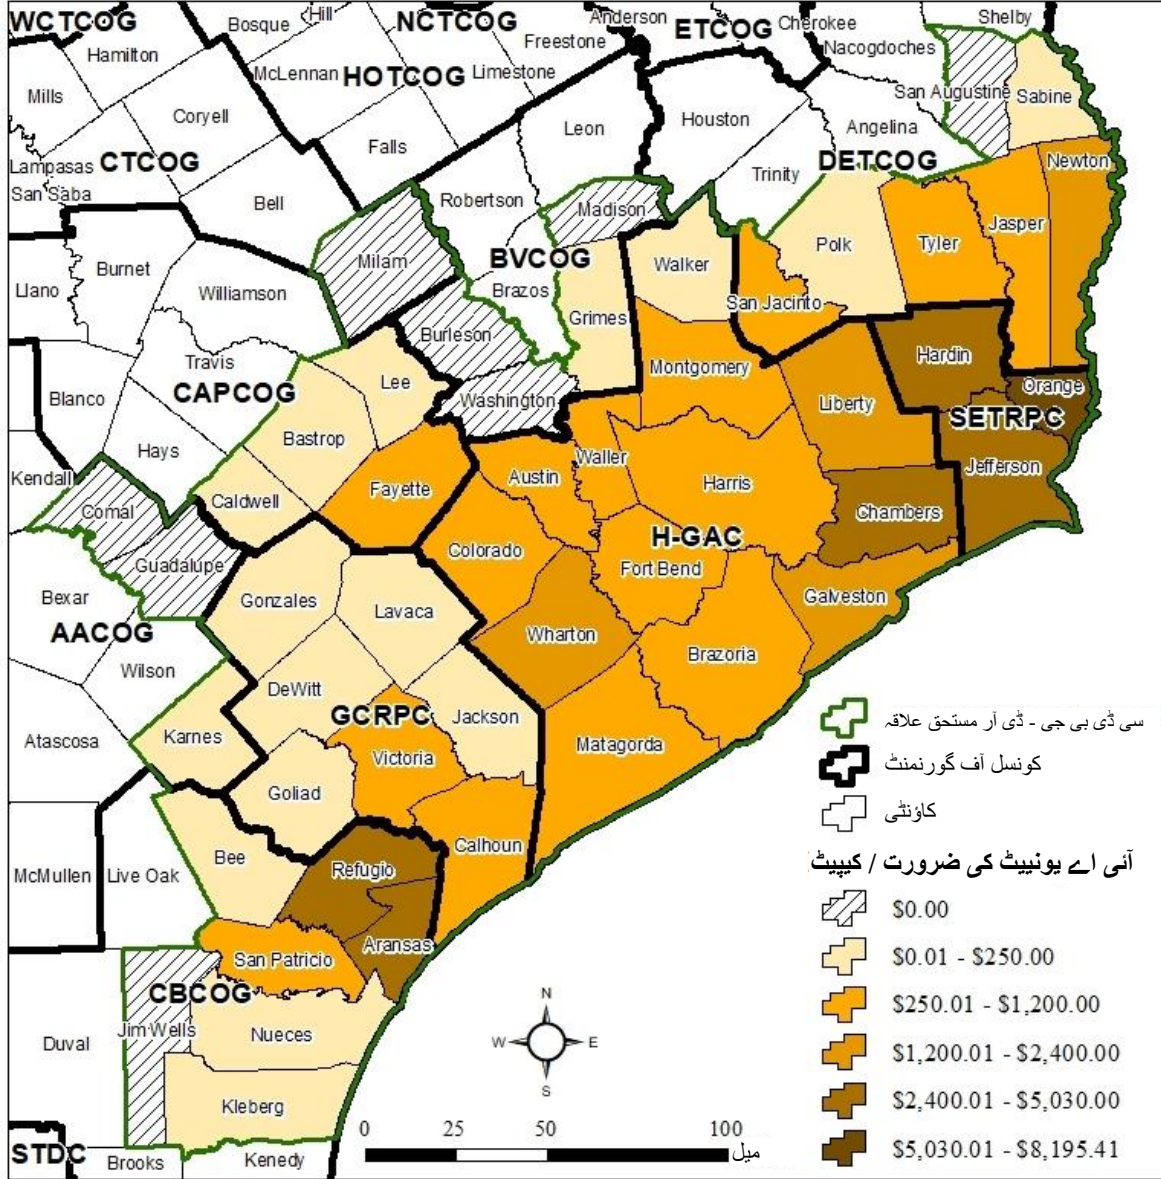 WCTCOG
Hamilton
Bosque
Hill
NCTCOG
Freestone
Anderson
ETCOG
Cherokee
Nacogdoches
Shelby
McLennan
HOTCOG
Limestone
Mills
Coryell
Falls
Leon
Houston
Angelina
San Augustine
Sabine
Lampasas
CTCOG
San Saba
Bell
Robertson
Madison
Trinity
DETCOG
Newton
Milam
BVCOG
Brazos
Walker
Polk
Tyler
Jasper
Burnet
Llano
Williamson
Burleson
Grimes
San Jacinto
Travis
Lee
Washington
Montgomery
Hardin
Orange
Blanco
CAPCOG
Bastrop
Liberty
SETRPC
Hays
Kendall
Caldwell
Fayette
Austin
Waller
Harris
Jefferson
Comal
Chambers
Guadalupe
Colorado
H-GAC
Fort Bend
Bexar
Gonzales
Lavaca
Galveston
AACOG
Wilson
Wharton
Brazoria
DeWitt
Atascosa
Karnes
GCRPC
Jackson
Victoria
Matagorda
Goliad
Bee
Calhoun
McMullen
Live Oak
Refugio
Aransas
San Patricio
CBCOG
Jim Wells
Nueces
Duval
Kleberg
STDC
Brooks
Kenedy
سی ڈی بی جی - ڈی آر مستحق علاقہ
کونسل آف گورنمنٹ
کاؤنٹی
آئی اے یونییٹ کی ضرورت / کیپیٹ
$0.00
$0.01 - $250.00
$250.01 - $1,200.00
$1,200.01 - $2,400.00
$2,400.01 - $5,030.00
$5,030.01 - $8,195.41
N
W
E
S
0 25 50 100
میل